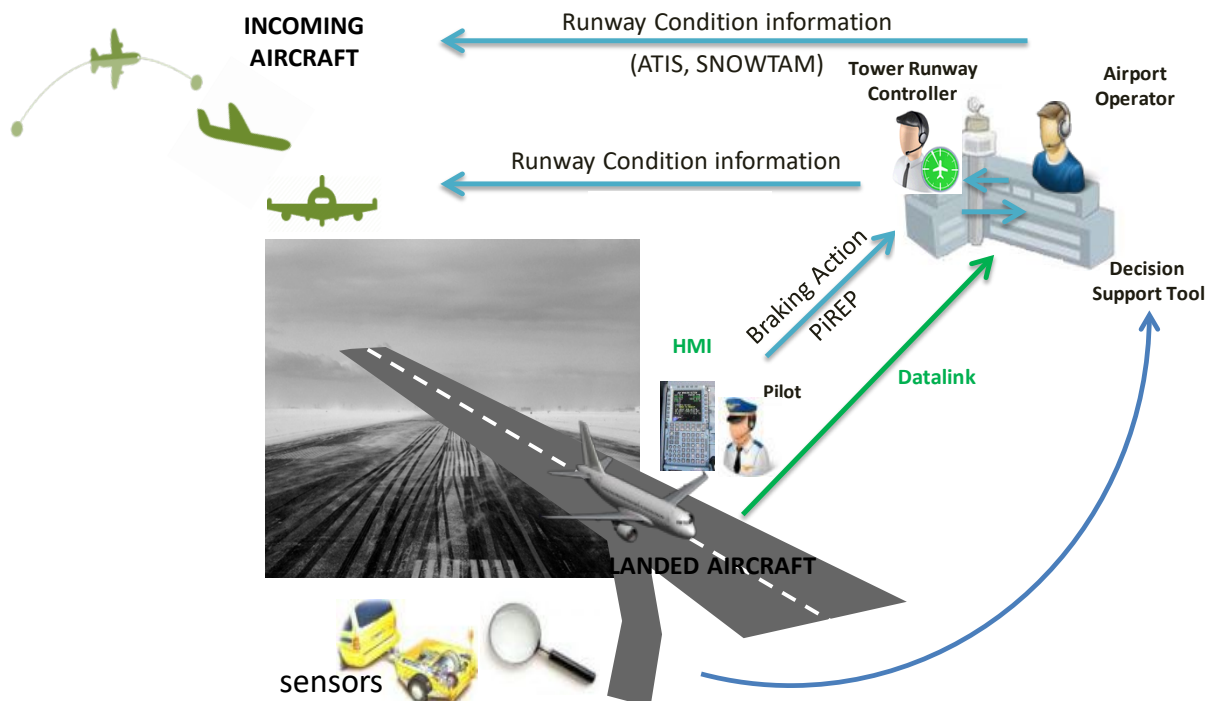 INCOMING
AIRCRAFT
Runway Condition information
(ATIS, SNOWTAM)
Tower Runway
Controller
Airport
Operator
Runway Condition information
Braking Action
PiREP
Decision
Support Tool
HMI
Pilot
Datalink
LANDED AIRCRAFT
sensors